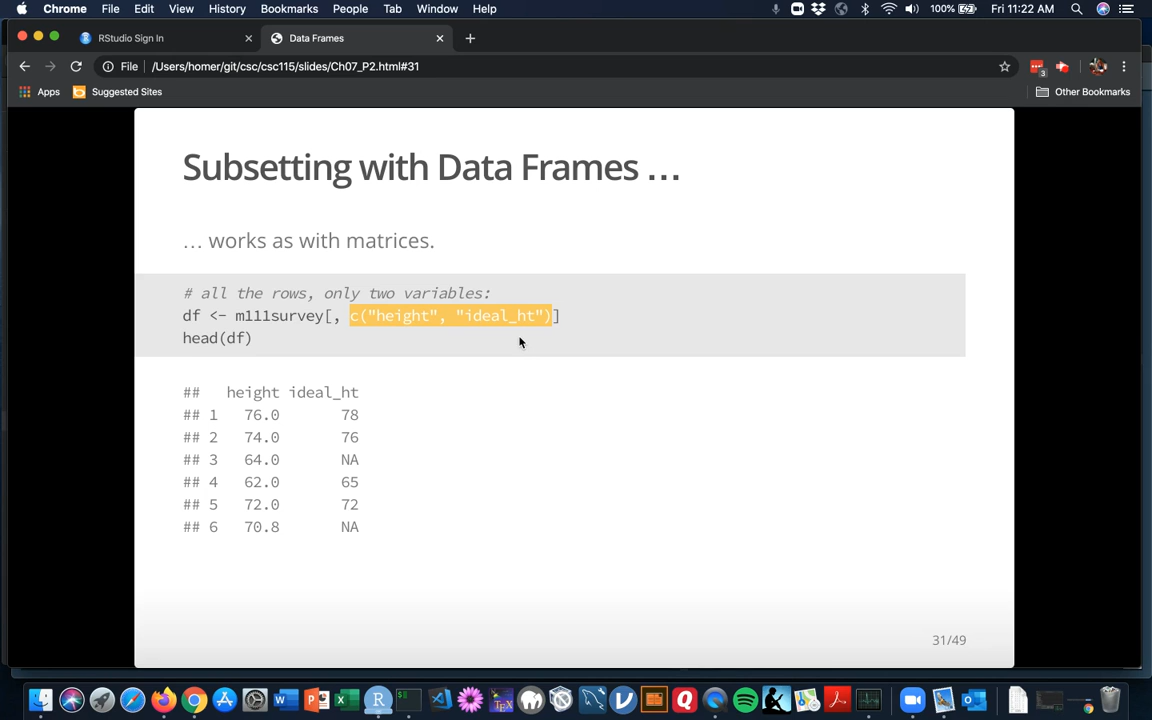 Chrome File Edit View History Bookmarks People Tab Window Help 100% Fri 11:22 AM
RStudio Sign In Data Frames
File /Users/homer/git/csc/csc115/slides/Ch07_P2.html#31
3
Apps Suggested Sites Other Bookmarks
Subsetting with Data Frames …
… works as with matrices.
# all the rows, only two variables:
df <- m111survey[, c("height", "ideal_ht")]
head(df)
## height ideal_ht
## 1 76.0 78
## 2 74.0 76
## 3 64.0 NA
## 4 62.0 65
## 5 72.0 72
## 6 70.8 NA
31/49